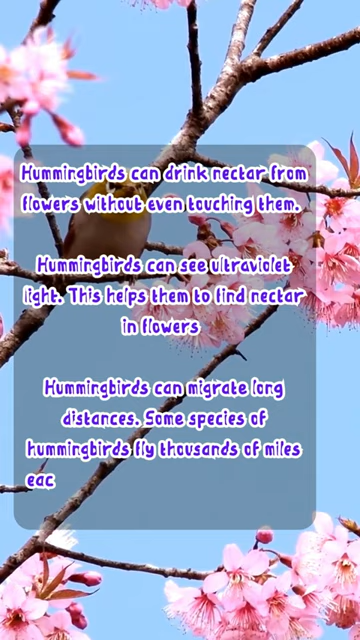 Hummingbirds can drink nectar from
flowers without even touching them.
Hummingbirds can see ultraviolet
light. This helps them to find nectar
in flowers
Hummingbirds can migrate long
distances. Some species of
hummingbirds fly thousands of miles
eac